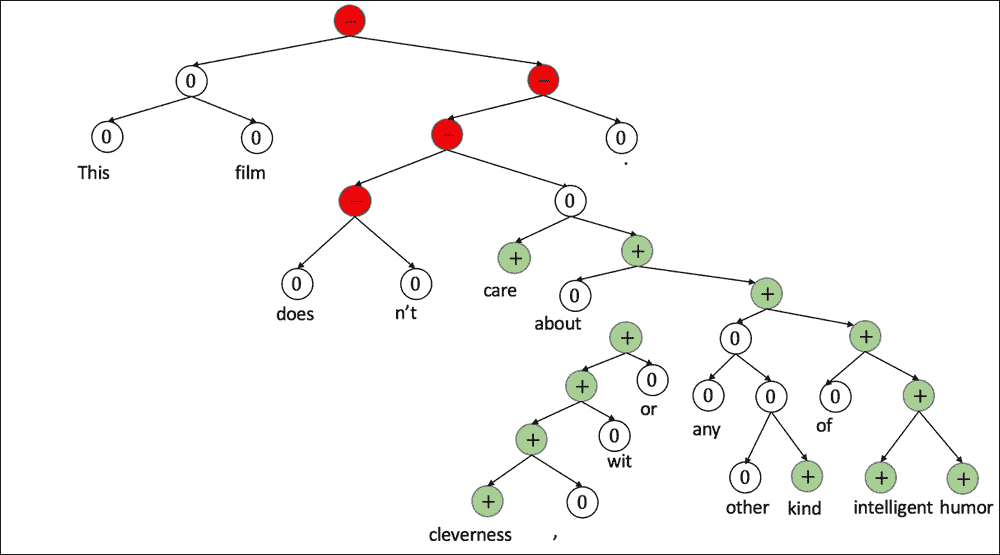 ...
0 –
– 0
This film .
0 0
– 0
+ +
does n't care
0 0 0 about
+
+ 0 +
+ 0 or
0 0 0 +
any of
+ 0 wit
0 + + +
other kind intelligent humor
+ 0
cleverness ,